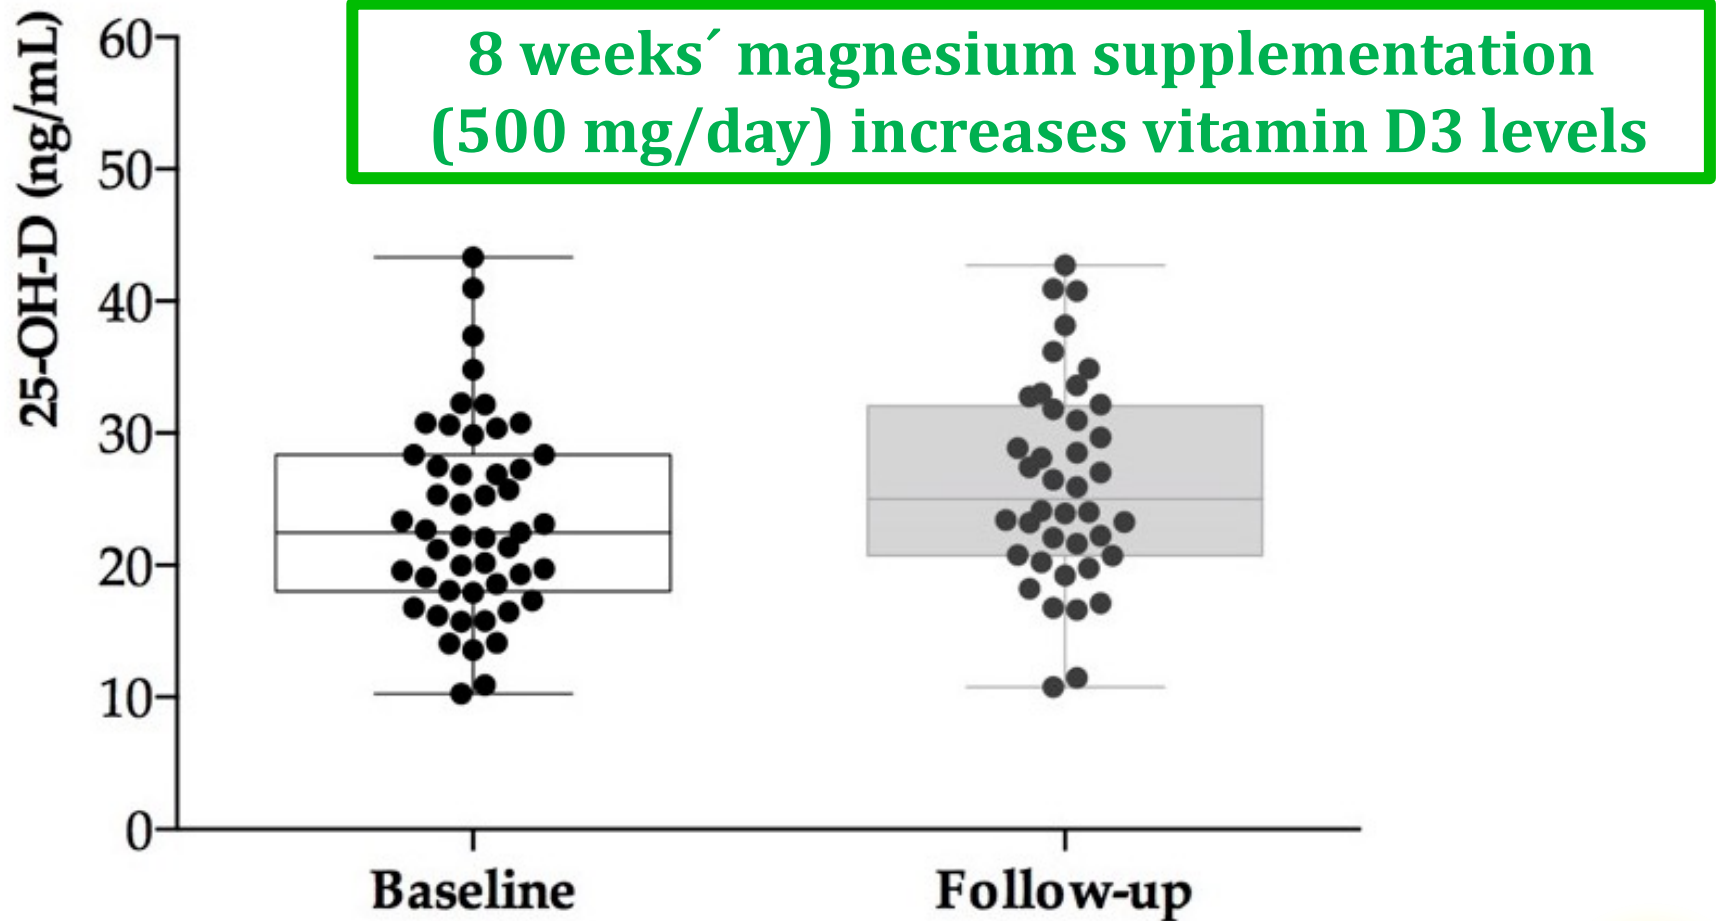 8 weeks´ magnesium supplementation
(500 mg/day) increases vitamin D3 levels
25-OH-D (ng/mL)
60
50
40
30
20
10
0
Baseline
Follow-up